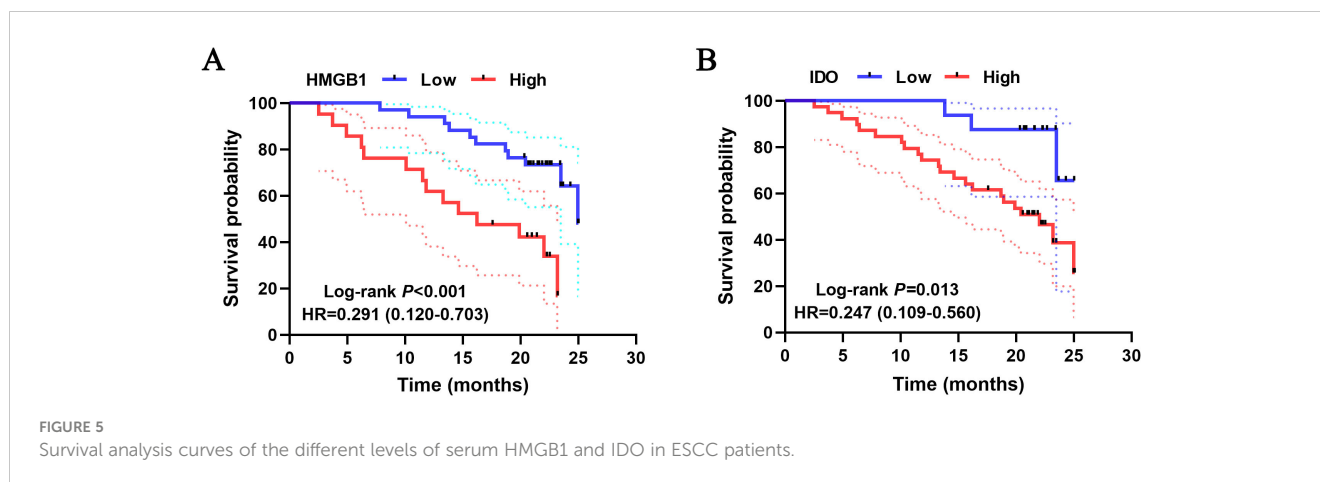 A
HMGB1 Low High
Survival probability
100
80
60
40
20
0
Log-rank P<0.001
HR=0.291 (0.120-0.703)
0 5 10 15 20 25 30
Time (months)
B
IDO Low High
Survival probability
100
80
60
40
20
0
Log-rank P=0.013
HR=0.247 (0.109-0.560)
0 5 10 15 20 25 30
Time (months)
FIGURE 5
Survival analysis curves of the different levels of serum HMGB1 and IDO in ESCC patients.